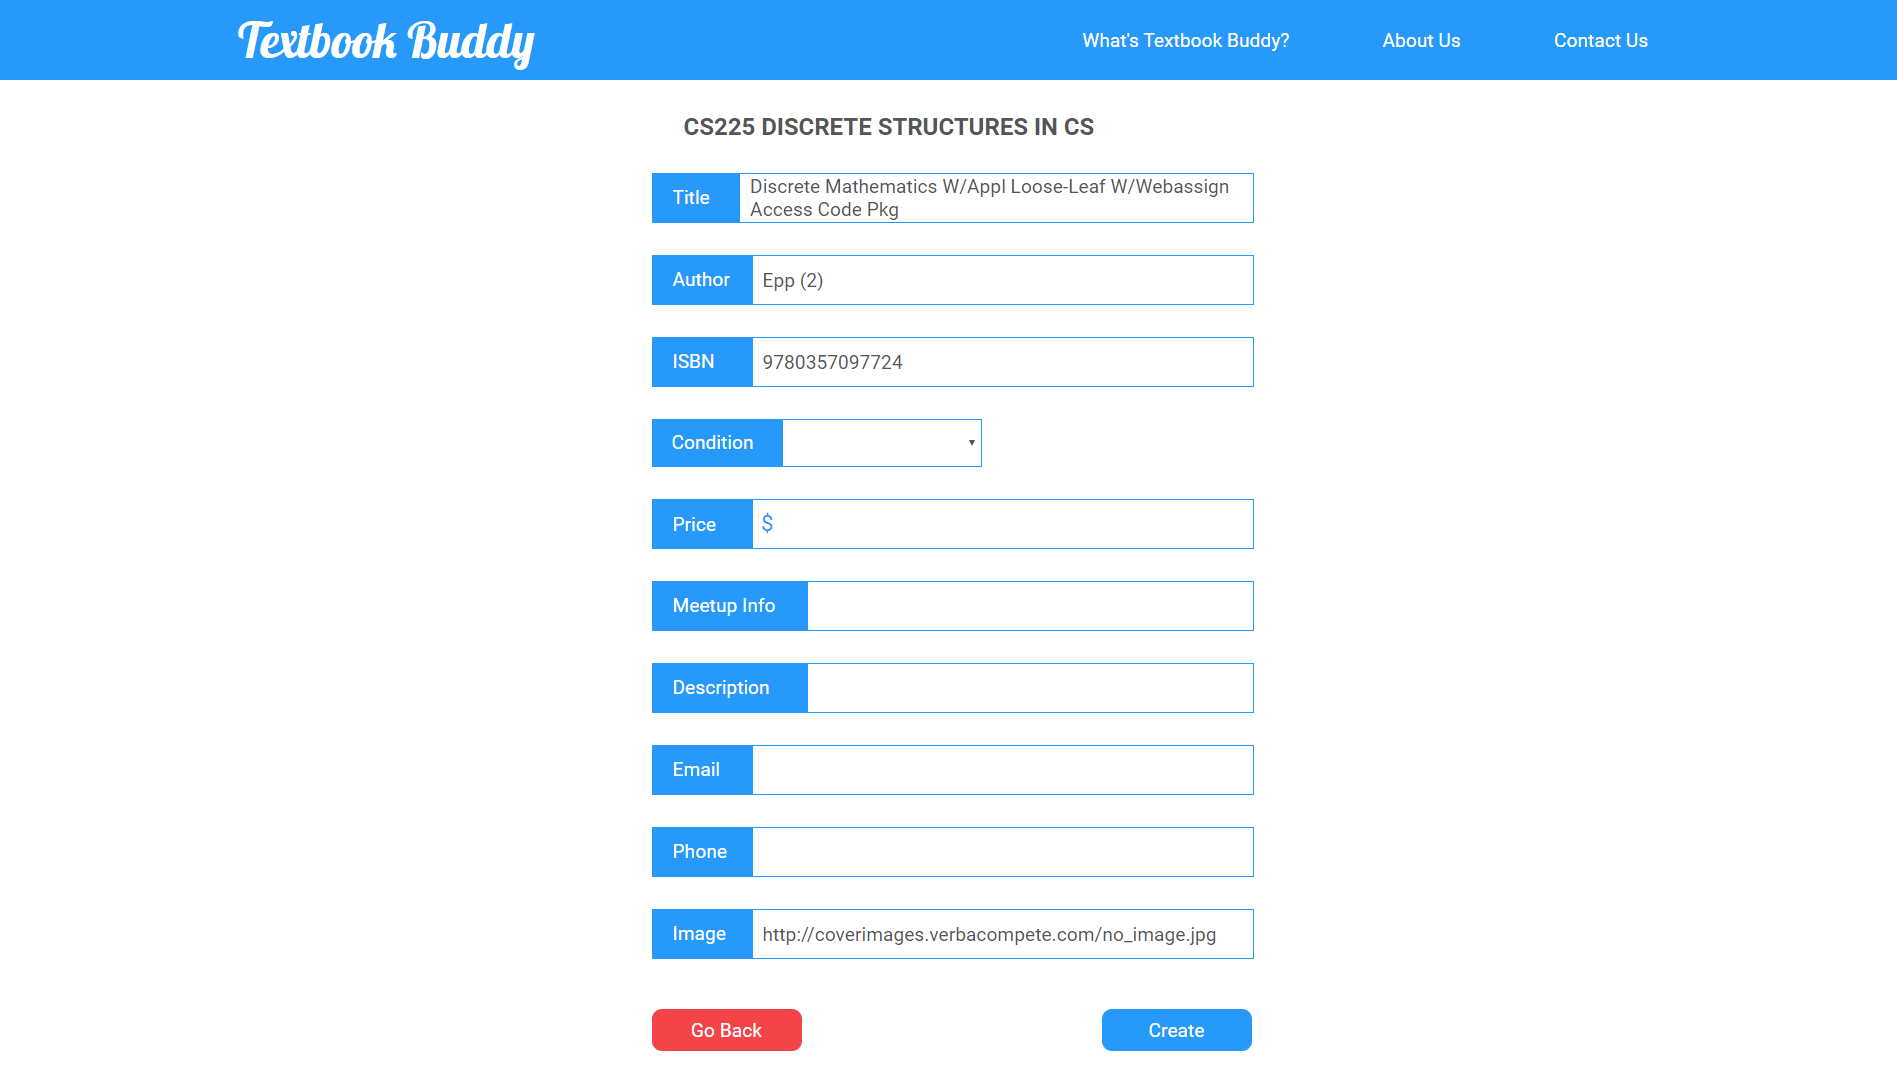 Textbook Buddy
What's Textbook Buddy?
About Us
Contact Us
CS225 DISCRETE STRUCTURES IN CS
Title
Discrete Mathematics W/Appl Loose-Leaf W/Webassign
Access Code Pkg
Author
Epp (2)
ISBN
9780357097724
Condition
Price
$
Meetup Info
Description
Email
Phone
Image
http://coverimages.verbacompete.com/no_image.jpg
Go Back
Create